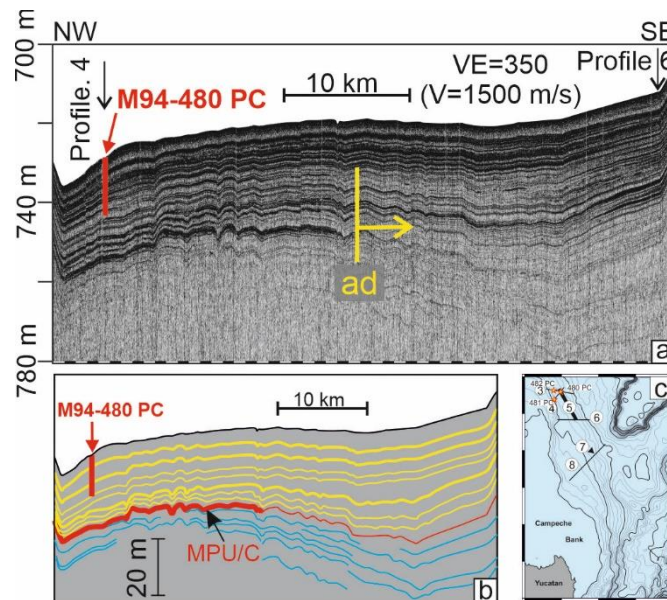 NW
SE
700 m
740 m
780 m
Profile. 4
M94-480 PC
10 km
VE=350
(V=1500 m/s)
Profile 6
ad
a
M94-480 PC
10 km
MPU/C
20 m
b
c
482 PC
480 PC
481 PC
3
4
5
6
7
8
Campeche
Bank
Yucatan